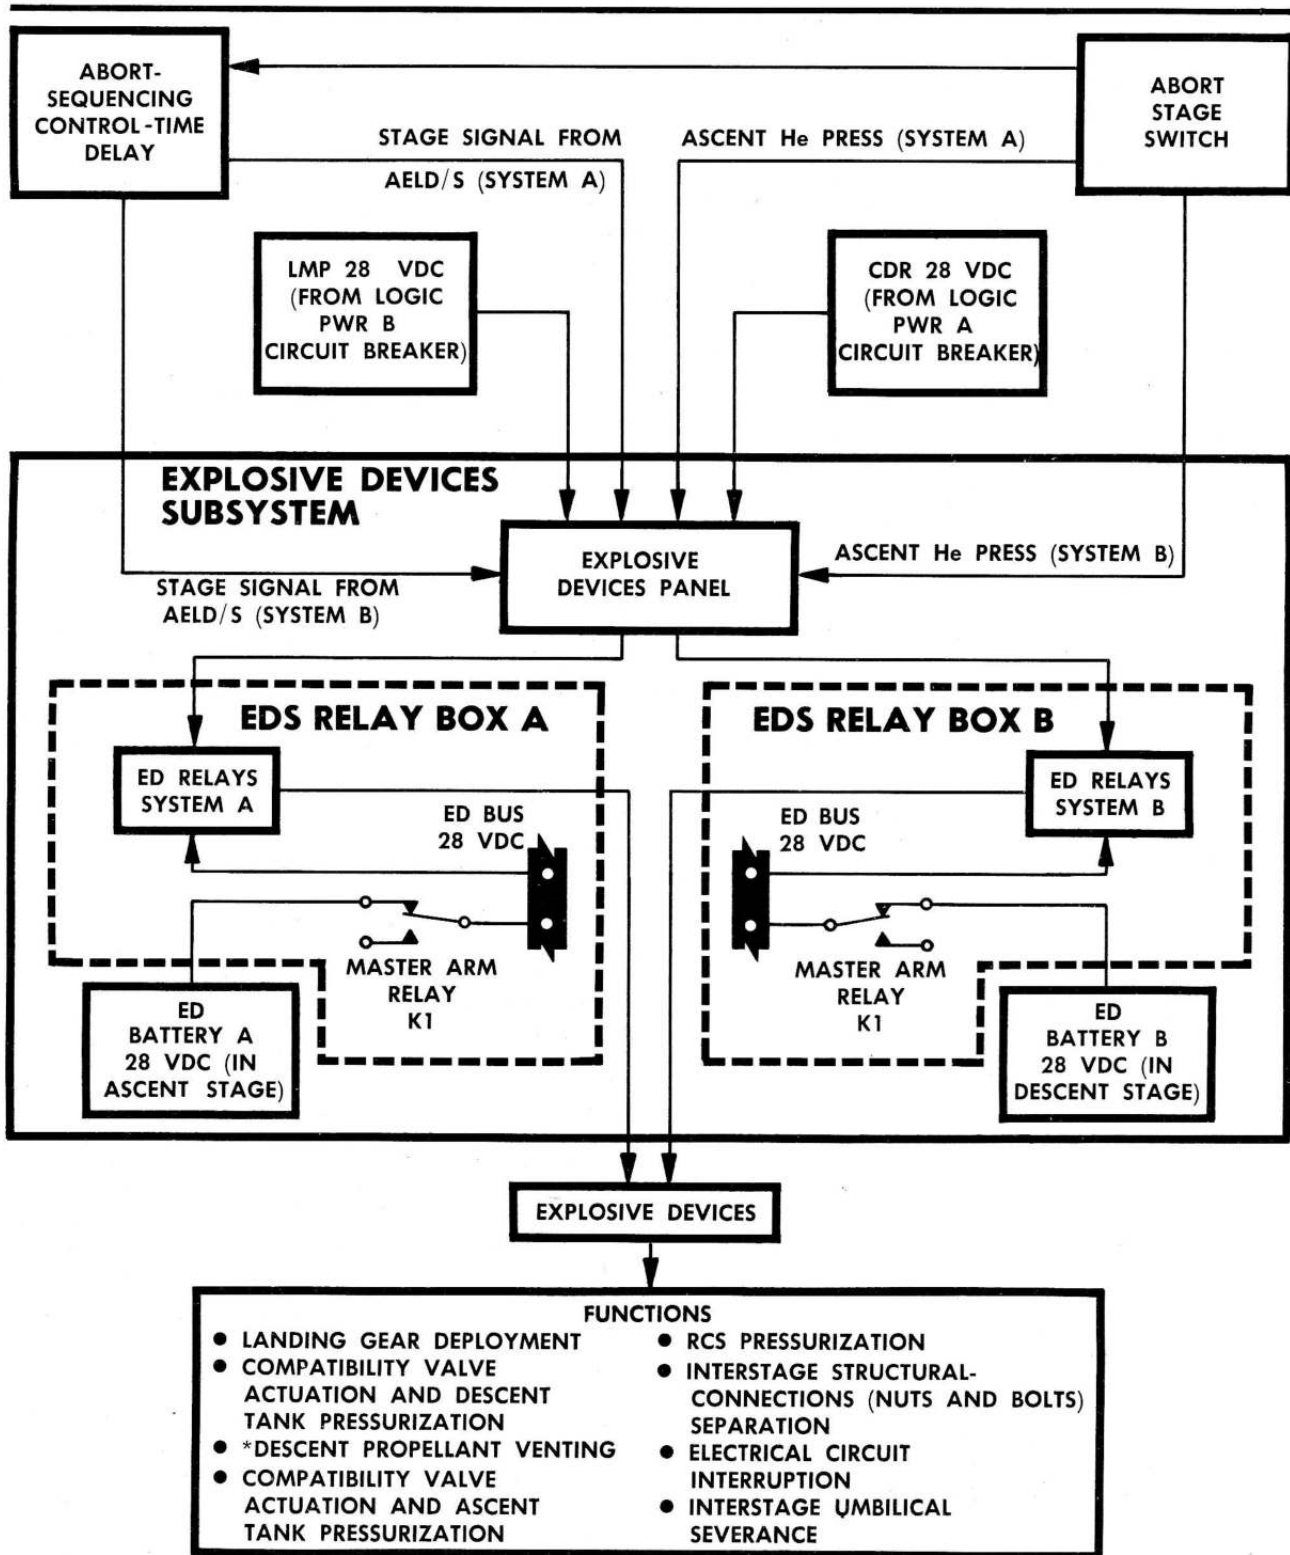 ABORT-
SEQUENCING
CONTROL-TIME
DELAY
ABORT
STAGE
SWITCH
STAGE SIGNAL FROM
AELD/S (SYSTEM A)
ASCENT He PRESS (SYSTEM A)
LMP 28 VDC
(FROM LOGIC
PWR B
CIRCUIT BREAKER)
CDR 28 VDC
(FROM LOGIC
PWR A
CIRCUIT BREAKER)
EXPLOSIVE DEVICES
SUBSYSTEM
EXPLOSIVE
DEVICES PANEL
ASCENT He PRESS (SYSTEM B)
STAGE SIGNAL FROM
AELD/S (SYSTEM B)
EDS RELAY BOX A
ED RELAYS
SYSTEM A
ED BUS
28 VDC
MASTER ARM
RELAY
K1
ED
BATTERY A
28 VDC (IN
ASCENT STAGE)
EDS RELAY BOX B
ED RELAYS
SYSTEM B
ED BUS
28 VDC
MASTER ARM
RELAY
K1
ED
BATTERY B
28 VDC (IN
DESCENT STAGE)
EXPLOSIVE DEVICES
FUNCTIONS
● LANDING GEAR DEPLOYMENT
● COMPATIBILITY VALVE
ACTUATION AND DESCENT
TANK PRESSURIZATION
● *DESCENT PROPELLANT VENTING
● COMPATIBILITY VALVE
ACTUATION AND ASCENT
TANK PRESSURIZATION
● RCS PRESSURIZATION
● INTERSTAGE STRUCTURAL-
CONNECTIONS (NUTS AND BOLTS)
SEPARATION
● ELECTRICAL CIRCUIT
INTERRUPTION
● INTERSTAGE UMBILICAL
SEVERANCE